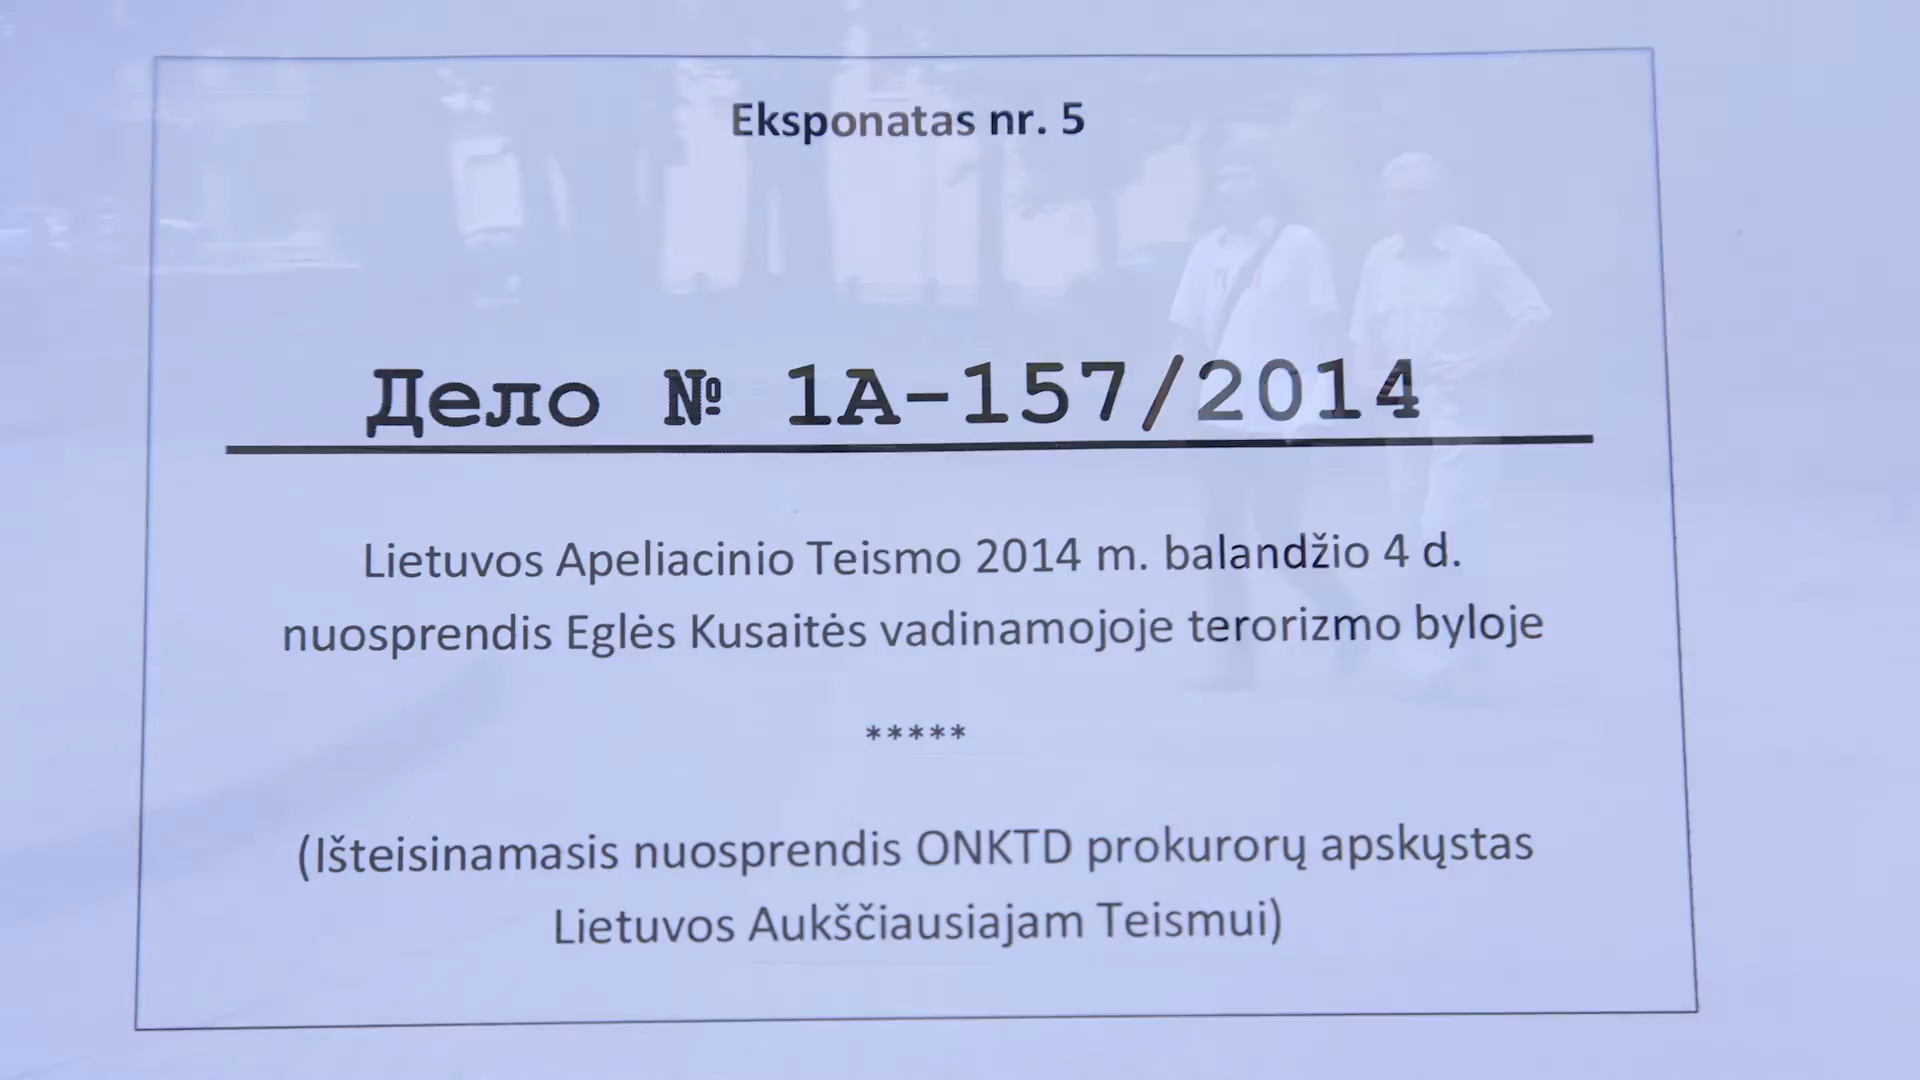 Eksponatas nr. 5
Дело № 1A-157/2014
Lietuvos Apeliacinio Teismo 2014 m. balandžio 4 d.
nuosprendis Eglės Kusaitės vadinamojoje terorizmo byloje
*****
(Išteisinamasis nuosprendis ONKTD prokurorų apskųstas
Lietuvos Aukščiausiajam Teismui)